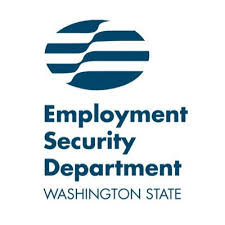 Employment
Security
Department
WASHINGTON STATE